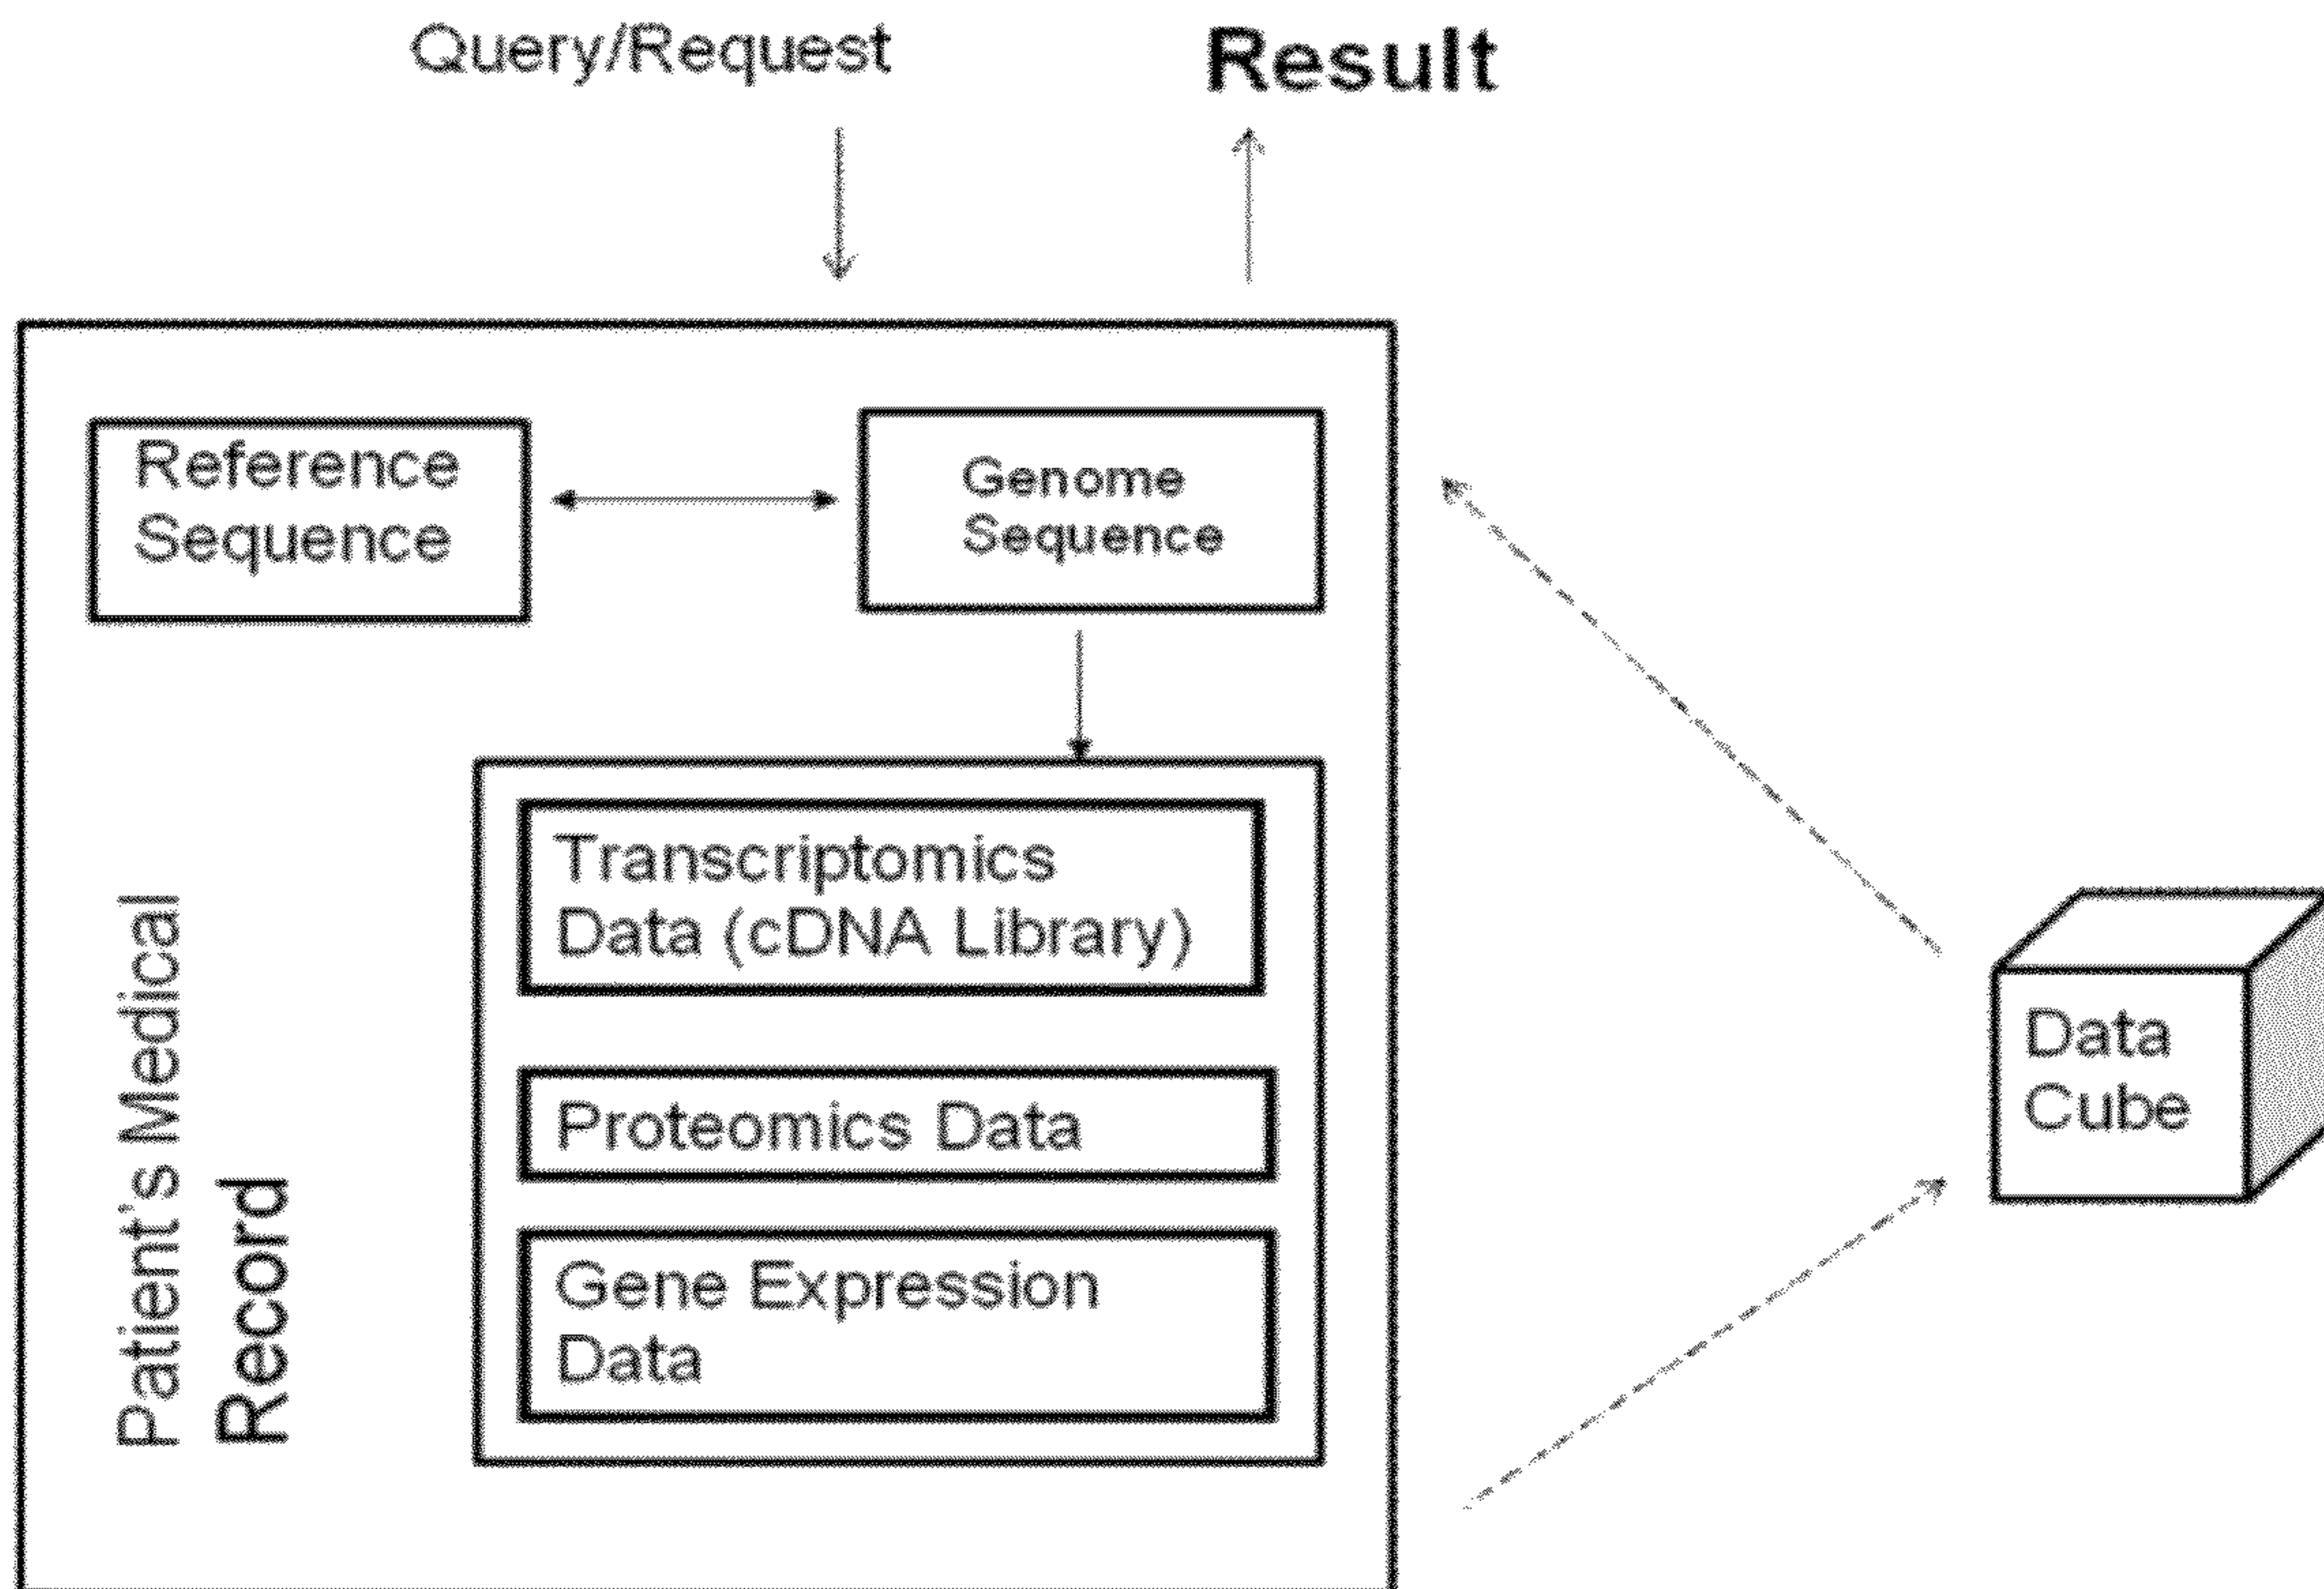 Query/Request
Result
Reference
Sequence
Genome
Sequence
Transcriptomics
Data (cDNA Library)
Proteomics Data
Gene Expression
Data
Patient's Medical
Record
Data
Cube